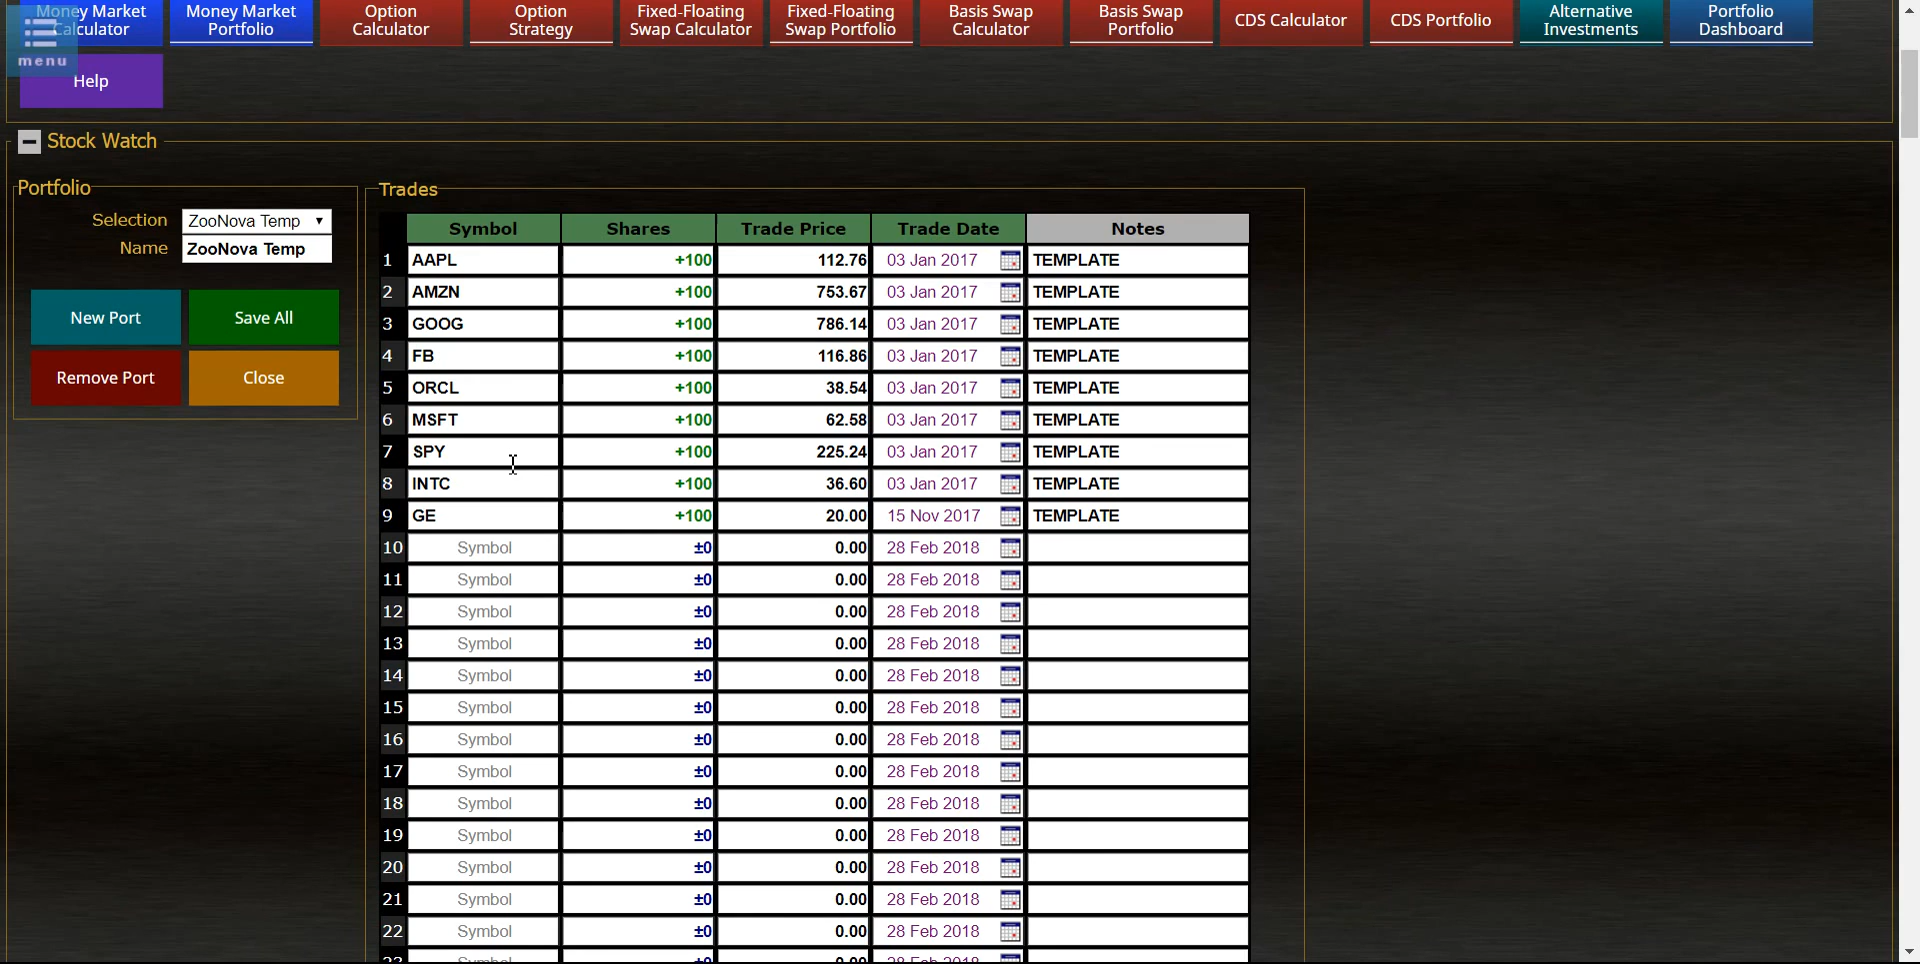 Money Market Calculator
Money Market Portfolio
Option Calculator
Option Strategy
Fixed-Floating Swap Calculator
Fixed-Floating Swap Portfolio
Basis Swap Calculator
Basis Swap Portfolio
CDS Calculator
CDS Portfolio
Alternative Investments
Portfolio Dashboard
menu
Help
Stock Watch
Portfolio
Selection ZooNova Temp
Name ZooNova Temp
New Port Save All
Remove Port Close
Trades
Symbol Shares Trade Price Trade Date Notes
1 AAPL +100 112.76 03 Jan 2017 TEMPLATE
2 AMZN +100 753.67 03 Jan 2017 TEMPLATE
3 GOOG +100 786.14 03 Jan 2017 TEMPLATE
4 FB +100 116.86 03 Jan 2017 TEMPLATE
5 ORCL +100 38.54 03 Jan 2017 TEMPLATE
6 MSFT +100 62.58 03 Jan 2017 TEMPLATE
7 SPY +100 225.24 03 Jan 2017 TEMPLATE
8 INTC +100 36.60 03 Jan 2017 TEMPLATE
9 GE +100 20.00 15 Nov 2017 TEMPLATE
10 Symbol ±0 0.00 28 Feb 2018
11 Symbol ±0 0.00 28 Feb 2018
12 Symbol ±0 0.00 28 Feb 2018
13 Symbol ±0 0.00 28 Feb 2018
14 Symbol ±0 0.00 28 Feb 2018
15 Symbol ±0 0.00 28 Feb 2018
16 Symbol ±0 0.00 28 Feb 2018
17 Symbol ±0 0.00 28 Feb 2018
18 Symbol ±0 0.00 28 Feb 2018
19 Symbol ±0 0.00 28 Feb 2018
20 Symbol ±0 0.00 28 Feb 2018
21 Symbol ±0 0.00 28 Feb 2018
22 Symbol ±0 0.00 28 Feb 2018